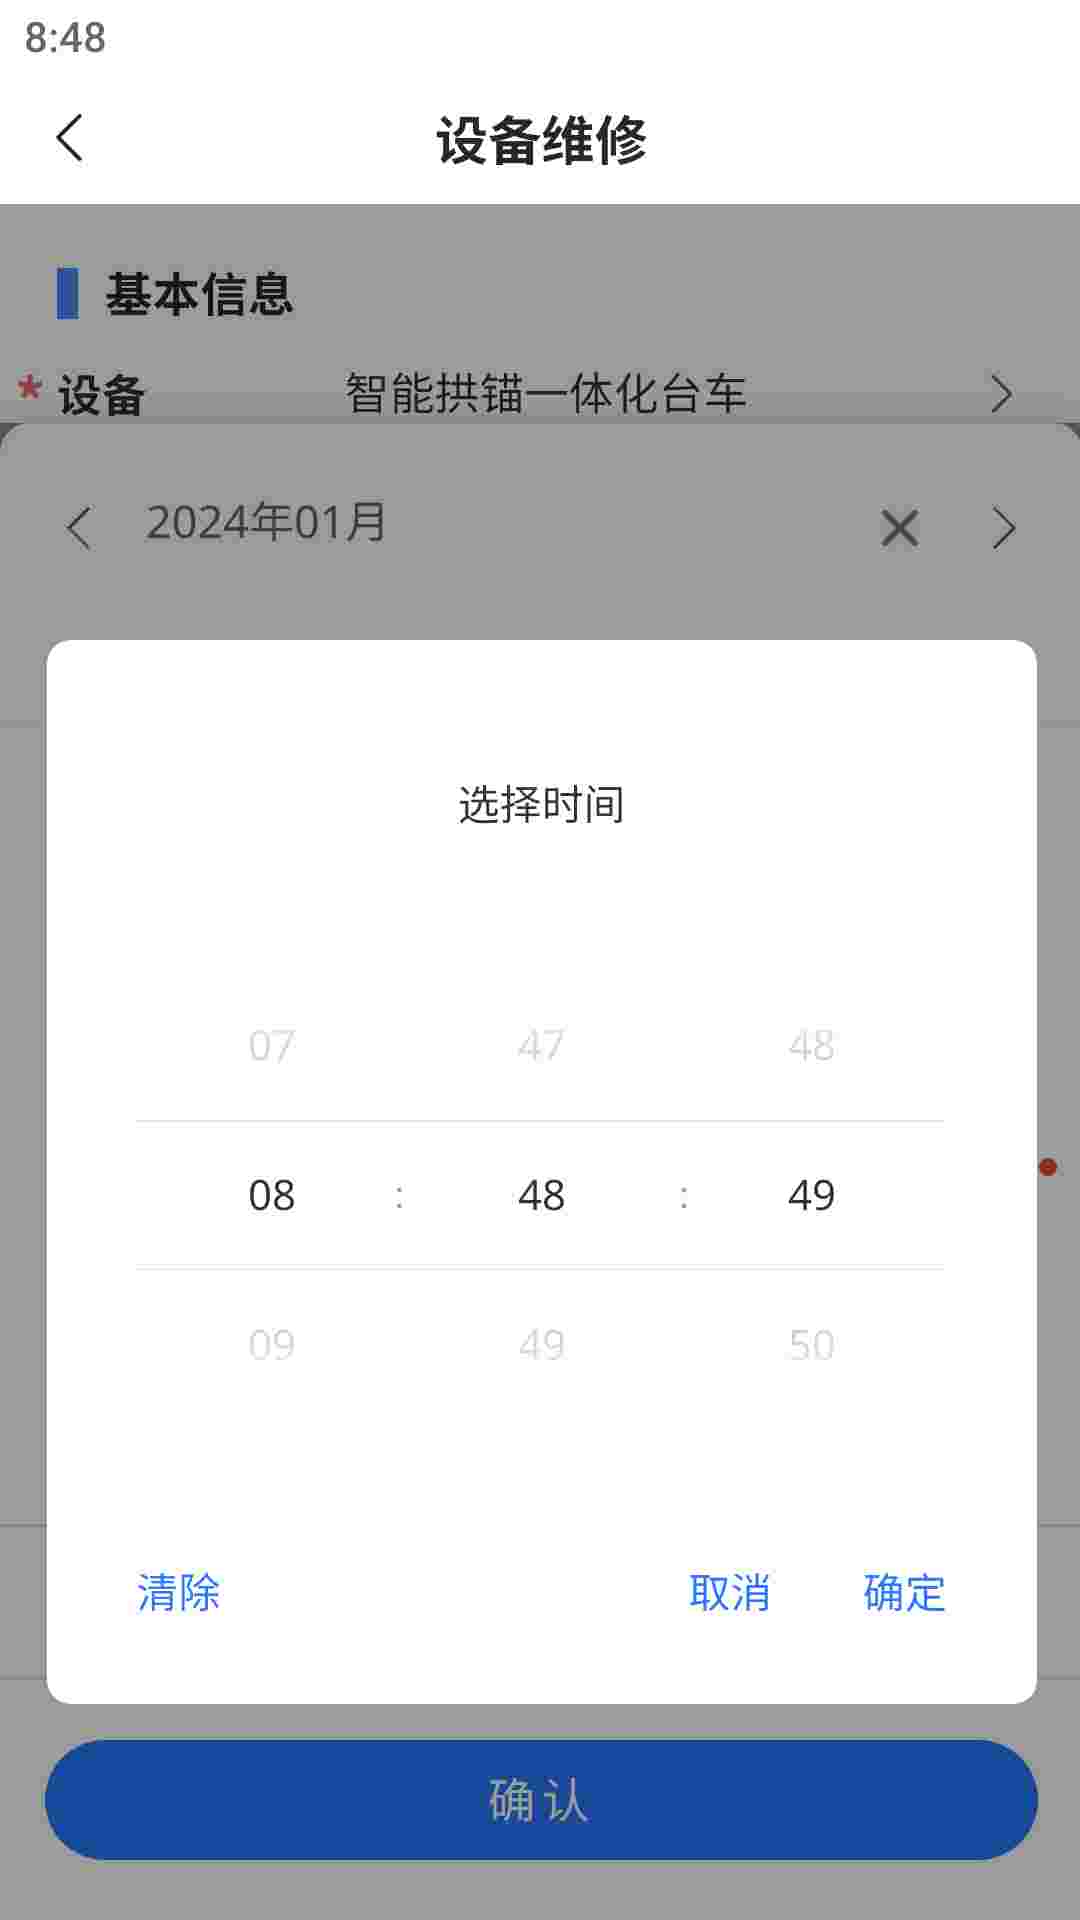 8:48
设备维修
基本信息
* 设备 智能拱锚一体化台车
2024年01月
选择时间
07 47 48
08 : 48 : 49
09 49 50
清除 取消 确定
确认